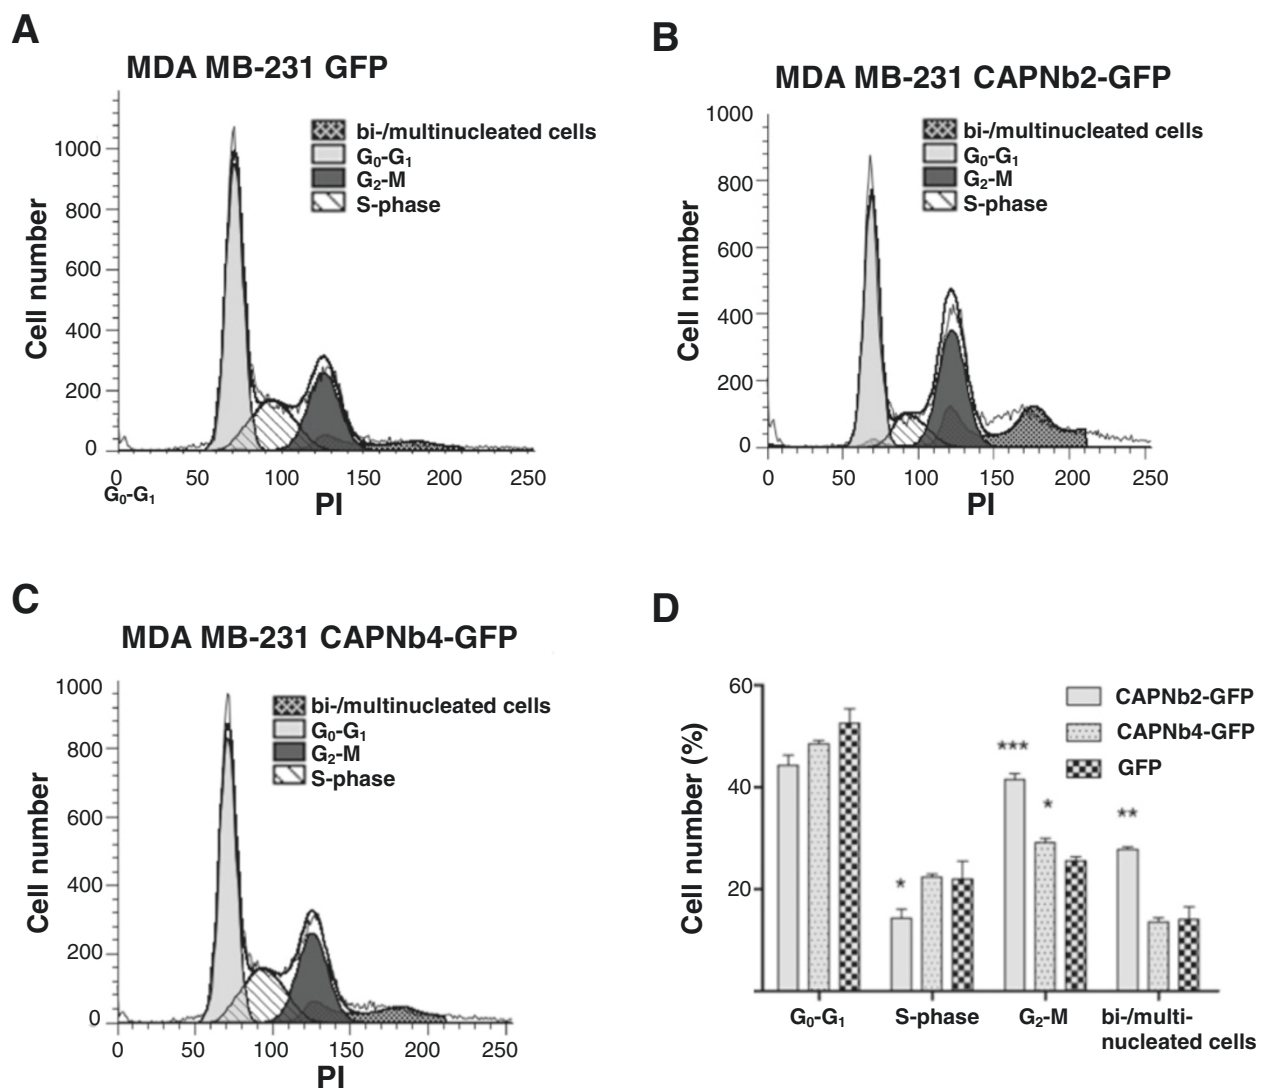 A
MDA MB-231 GFP
bi-/multinucleated cells
G₀-G₁
G₂-M
S-phase
Cell number
1000
800
600
400
200
0
0 50 100 150 200 250
G₀-G₁
PI
B
MDA MB-231 CAPNb2-GFP
bi-/multinucleated cells
G₀-G₁
G₂-M
S-phase
Cell number
1000
800
600
400
200
0
0 50 100 150 200 250
PI
C
MDA MB-231 CAPNb4-GFP
bi-/multinucleated cells
G₀-G₁
G₂-M
S-phase
Cell number
1000
800
600
400
200
0
0 50 100 150 200 250
PI
D
CAPNb2-GFP
CAPNb4-GFP
GFP
Cell number (%)
60
40
20
*
***
*
**
G₀-G₁
S-phase
G₂-M
bi-/multi-
nucleated cells